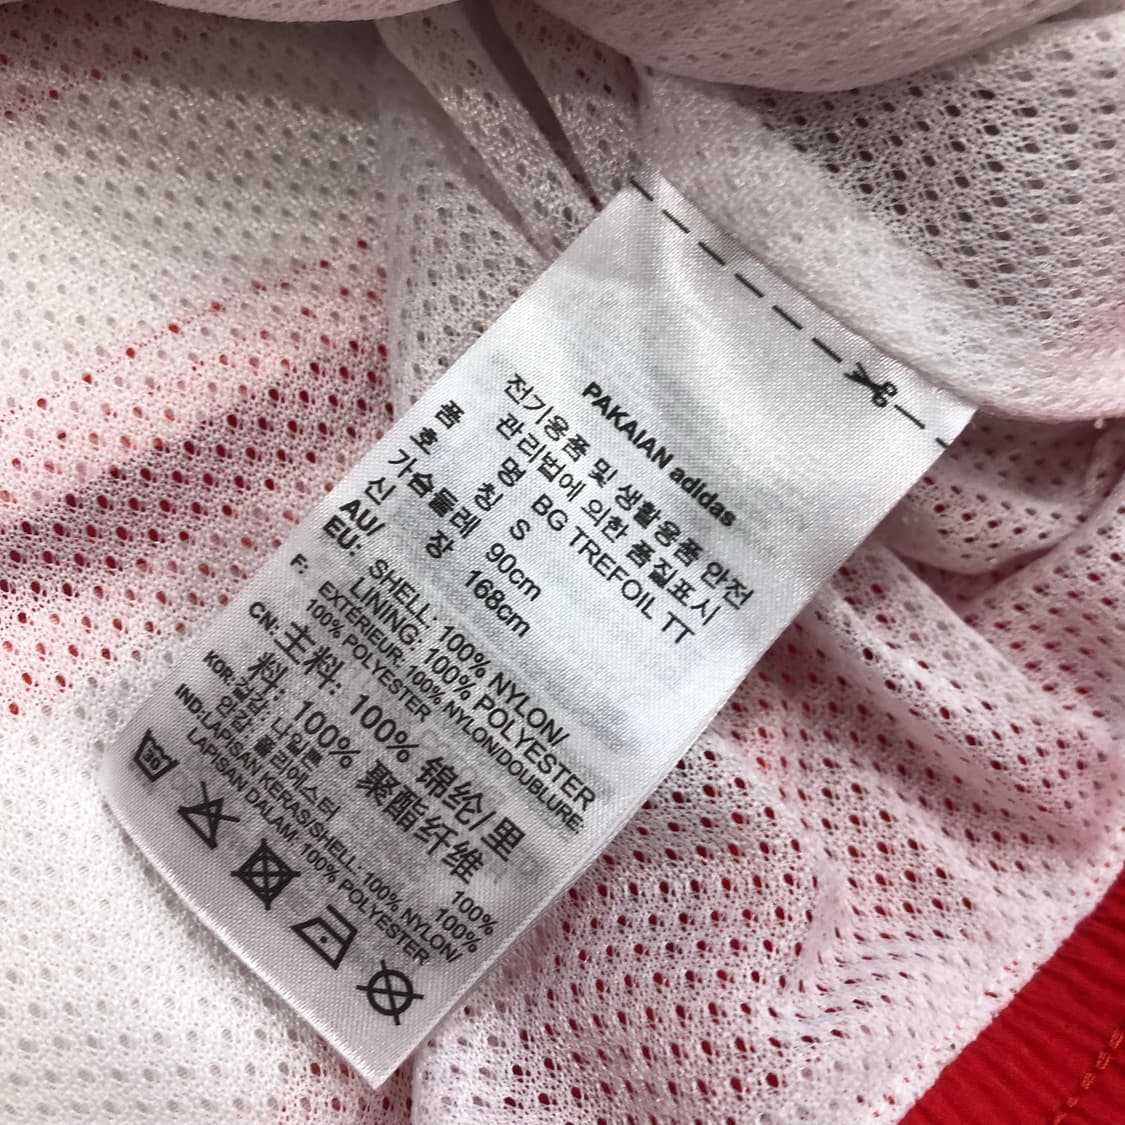 PAKAIAN adidas
전기용품 및 생활용품 안전
관리법에 의한 품질표시
품 명 BG TREFOIL TT
호 칭 S
가슴둘레 90cm
신 장 168cm
AU/
EU: SHELL: 100% NYLON/
LINING: 100% POLYESTER
F: EXTÉRIEUR: 100% NYLON/DOUBLURE:
100% POLYESTER
CN: 主料: 100% 锦纶/里
料: 100% 聚酯纤维
KOR: 겉감: 나일론 100%
안감: 폴리에스터 100%
IND:LAPISAN KERAS/SHELL: 100% NYLON/
LAPISAN DALAM: 100% POLYESTER
30